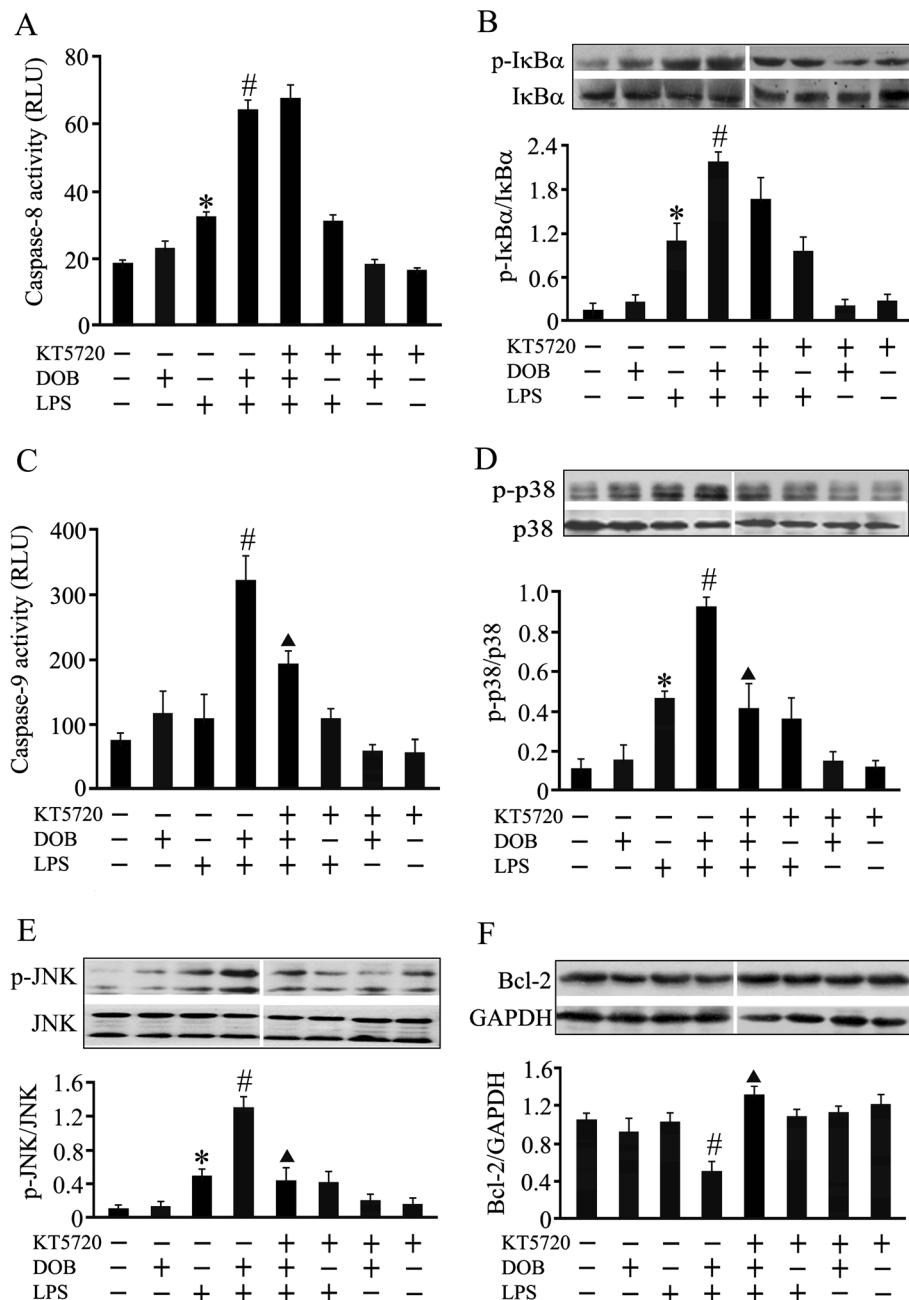 A
Caspase-8 activity (RLU)
80
60
40
20
0
*
#
KT5720 − − − − + + + +
DOB − + − + + − + −
LPS − − + + + + − −
B
p-IκBα
IκBα
p-IκBα/IκBα
2.4
1.8
1.2
0.6
0
*
#
KT5720 − − − − + + + +
DOB − + − + + − + −
LPS − − + + + + − −
C
Caspase-9 activity (RLU)
400
300
200
100
0
#
▲
KT5720 − − − − + + + +
DOB − + − + + − + −
LPS − − + + + + − −
D
p-p38
p38
p-p38/p38
1.0
0.8
0.6
0.4
0.2
0
*
#
▲
KT5720 − − − − + + + +
DOB − + − + + − + −
LPS − − + + + + − −
E
p-JNK
JNK
p-JNK/JNK
1.6
1.2
0.8
0.4
0
*
#
▲
KT5720 − − − − + + + +
DOB − + − + + − + −
LPS − − + + + + − −
F
Bcl-2
GAPDH
Bcl-2/GAPDH
1.6
1.2
0.8
0.4
0
#
▲
KT5720 − − − − + + + +
DOB − + − + + − + −
LPS − − + + + + − −